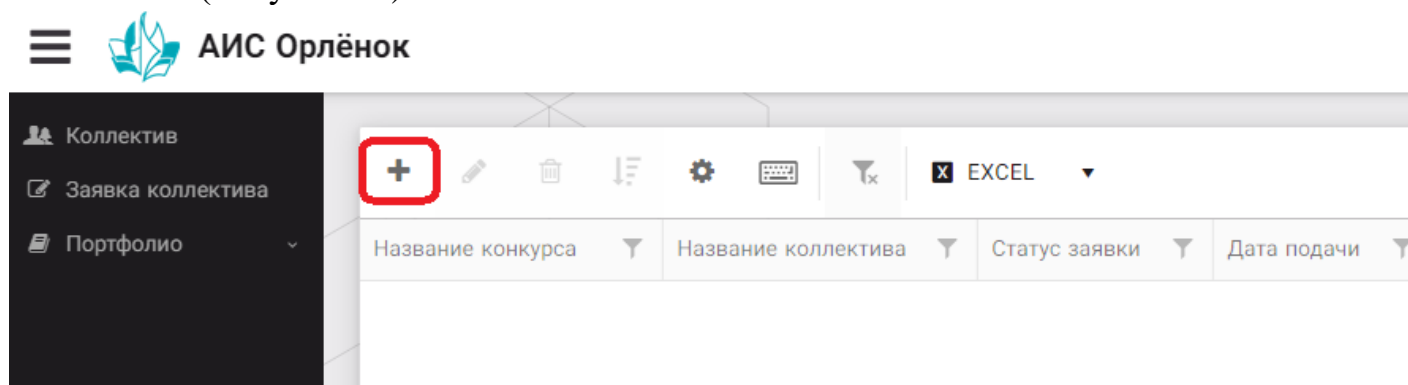 АИС Орлёнок
Коллектив
Заявка коллектива
Портфолио
X EXCEL
Название конкурса Название коллектива Статус заявки Дата подачи